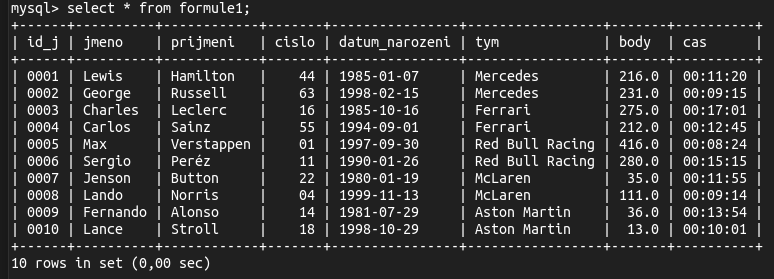 mysql> select * from formule1;
+------+----------+------------+-------+----------------+-----------------+-------+----------+
| id_j | jmeno    | prijmeni   | cislo | datum_narozeni | tym             | body  | cas      |
+------+----------+------------+-------+----------------+-----------------+-------+----------+
| 0001 | Lewis    | Hamilton   |    44 | 1985-01-07     | Mercedes        | 216.0 | 00:11:20 |
| 0002 | George   | Russell    |    63 | 1998-02-15     | Mercedes        | 231.0 | 00:09:15 |
| 0003 | Charles  | Leclerc    |    16 | 1985-10-16     | Ferrari         | 275.0 | 00:17:01 |
| 0004 | Carlos   | Sainz      |    55 | 1994-09-01     | Ferrari         | 212.0 | 00:12:45 |
| 0005 | Max      | Verstappen |    01 | 1997-09-30     | Red Bull Racing | 416.0 | 00:08:24 |
| 0006 | Sergio   | Peréz      |    11 | 1990-01-26     | Red Bull Racing | 280.0 | 00:15:15 |
| 0007 | Jenson   | Button     |    22 | 1980-01-19     | McLaren         |  35.0 | 00:11:55 |
| 0008 | Lando    | Norris     |    04 | 1999-11-13     | McLaren         | 111.0 | 00:09:14 |
| 0009 | Fernando | Alonso     |    14 | 1981-07-29     | Aston Martin    |  36.0 | 00:13:54 |
| 0010 | Lance    | Stroll     |    18 | 1998-10-29     | Aston Martin    |  13.0 | 00:10:01 |
+------+----------+------------+-------+----------------+-----------------+-------+----------+
10 rows in set (0,00 sec)